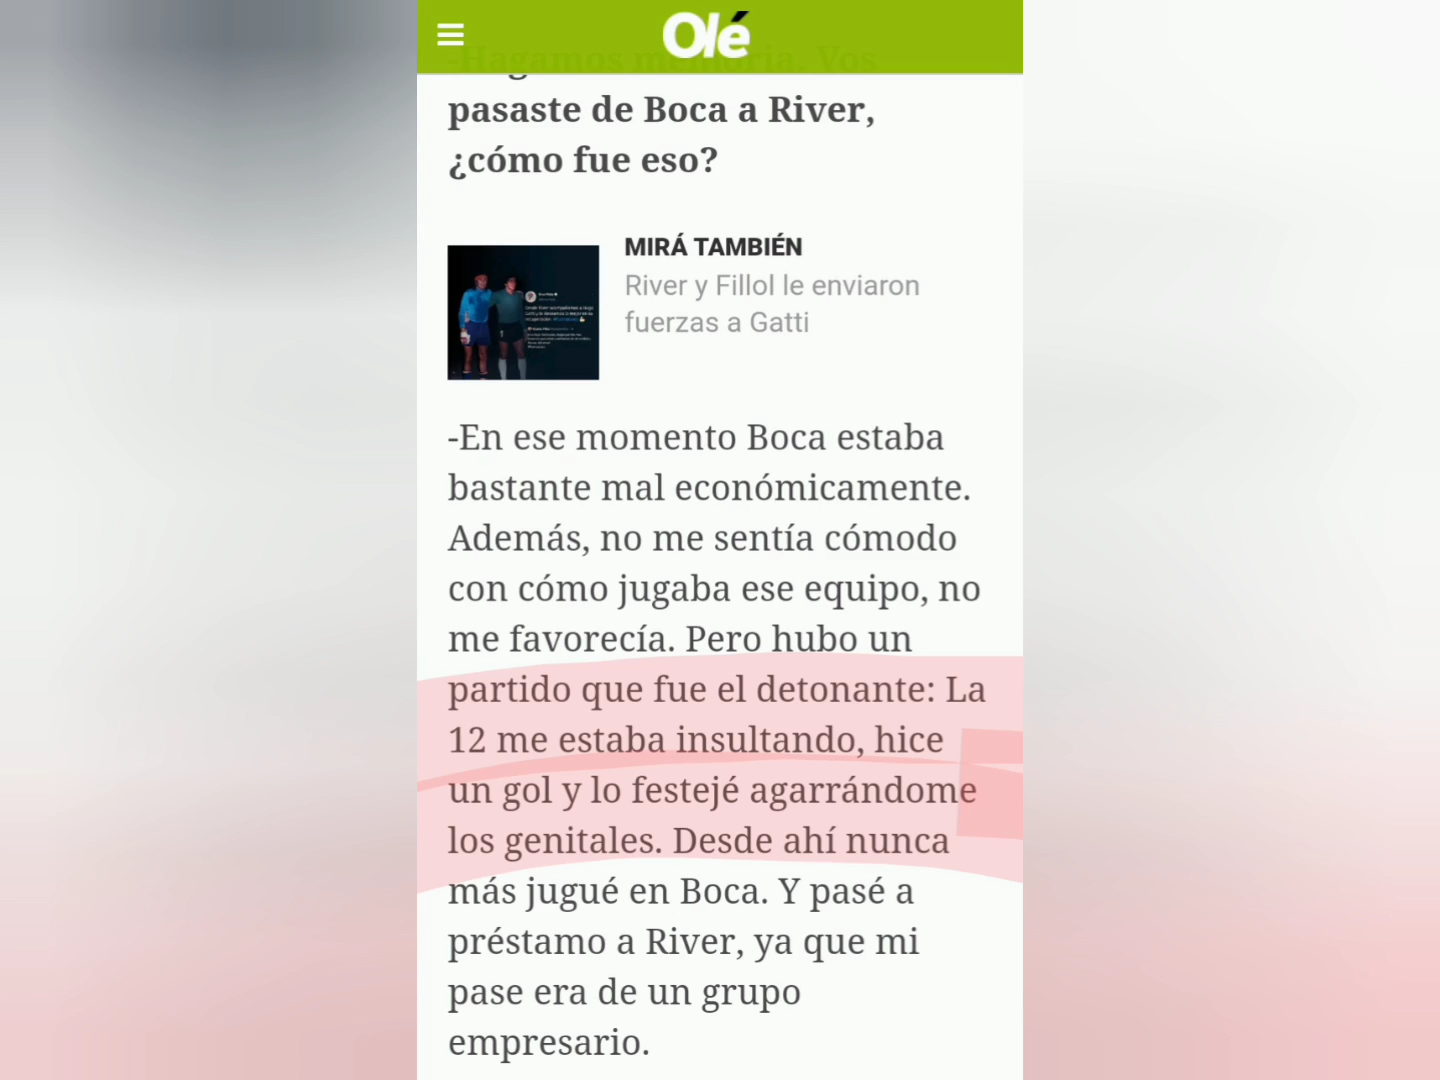 Olé
-Hagamos memoria. Vos
pasaste de Boca a River,
¿cómo fue eso?
MIRÁ TAMBIÉN
River y Fillol le enviaron
fuerzas a Gatti
-En ese momento Boca estaba
bastante mal económicamente.
Además, no me sentía cómodo
con cómo jugaba ese equipo, no
me favorecía. Pero hubo un
partido que fue el detonante: La
12 me estaba insultando, hice
un gol y lo festejé agarrándome
los genitales. Desde ahí nunca
más jugué en Boca. Y pasé a
préstamo a River, ya que mi
pase era de un grupo
empresario.